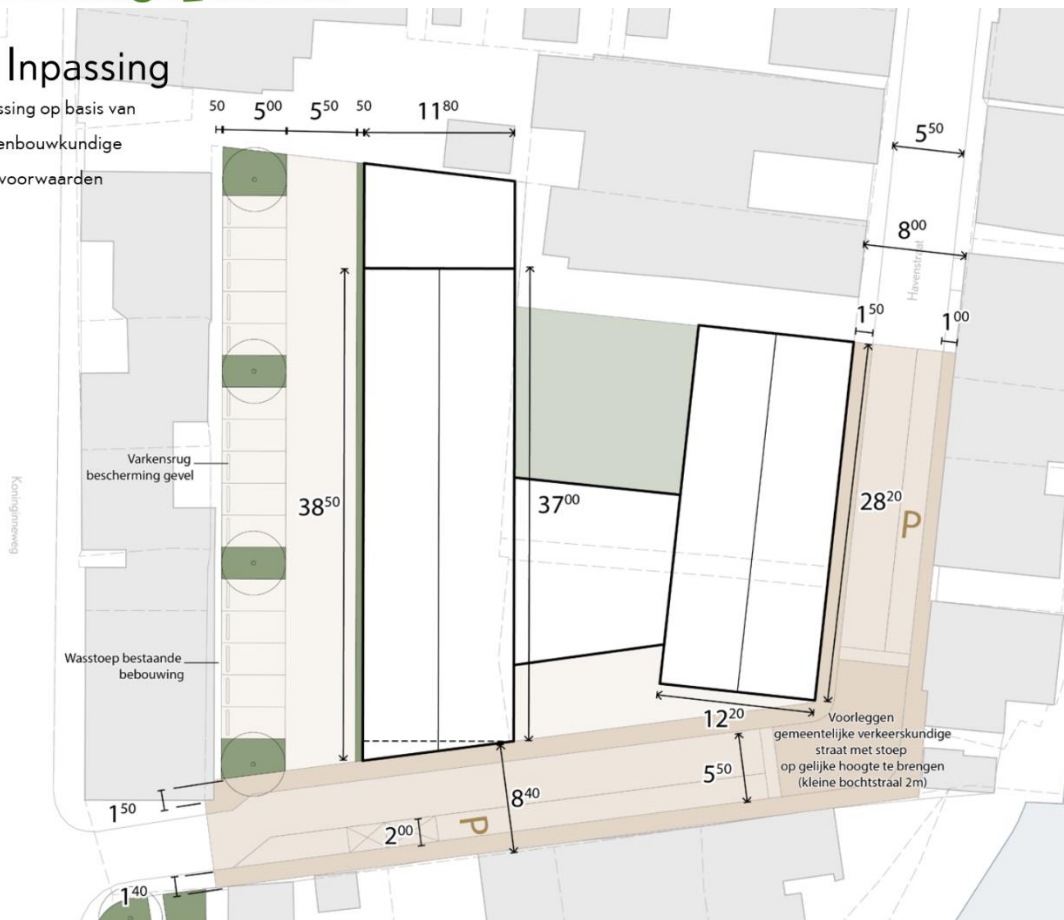 Inpassing
ssing op basis van
enbouwkundige
voorwaarden
50 5⁰⁰ 5⁵⁰ 50 11⁸⁰
5⁵⁰
8⁰⁰
Havenstraat
1⁵⁰
1⁰⁰
Varkensrug
bescherming gevel
Koninginneweg
38⁵⁰
37⁰⁰
28²⁰
P
Wasstoep bestaande
bebouwing
12²⁰
Voorleggen
gemeentelijke verkeerskundige
straat met stoep
op gelijke hoogte te brengen
(kleine bochtstraal 2m)
5⁵⁰
8⁴⁰
1⁵⁰
2⁰⁰
P
1⁴⁰